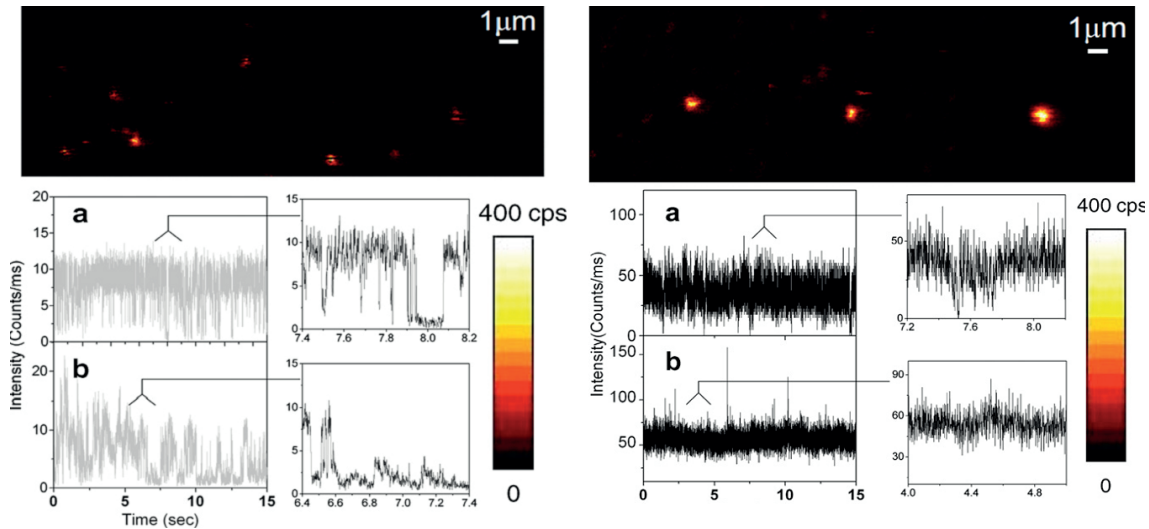 1μm
20
15
10
5
0
a
Intensity (Counts/ms)
15
10
5
0
7.4 7.6 7.8 8.0 8.2
400 cps
0
20
10
0
b
0 5 10 15
Time (sec)
15
10
5
0
6.4 6.6 6.8 7.0 7.2 7.4
1μm
100
50
0
a
Intensity(Counts/ms)
50
0
7.2 7.6 8.0
400 cps
0
150
100
50
b
0 5 10 15
90
60
30
4.0 4.4 4.8